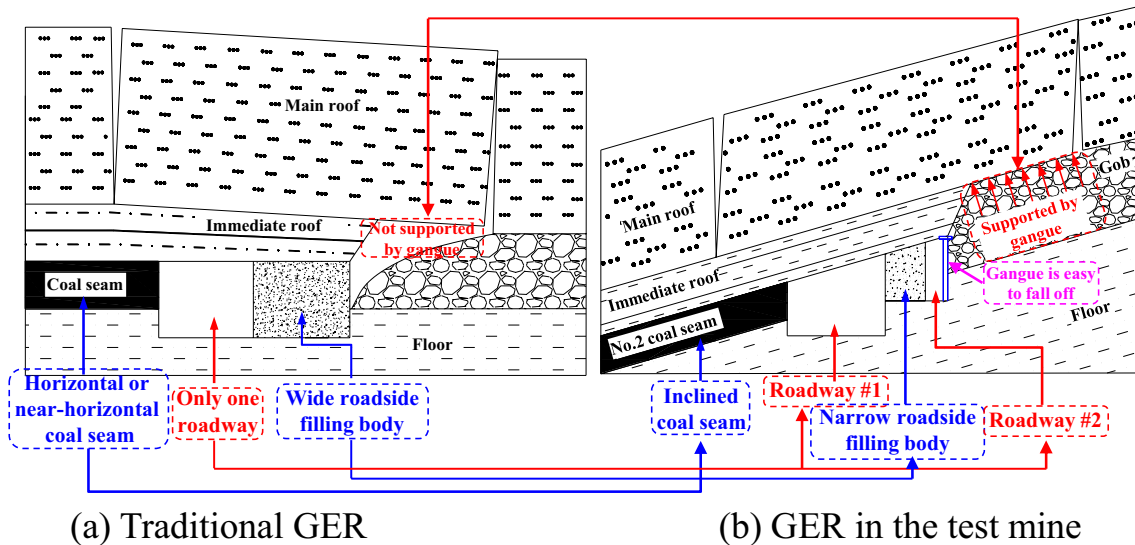 Main roof
Immediate roof
Not supported
by gangue
Coal seam
Floor
Horizontal or
near-horizontal
coal seam
Only one
roadway
Wide roadside
filling body
(a) Traditional GER
Main roof
Gob
Supported by
gangue
Immediate roof
Gangue is easy
to fall off
No.2 coal seam
Floor
Inclined
coal seam
Roadway #1
Narrow roadside
filling body
Roadway #2
(b) GER in the test mine